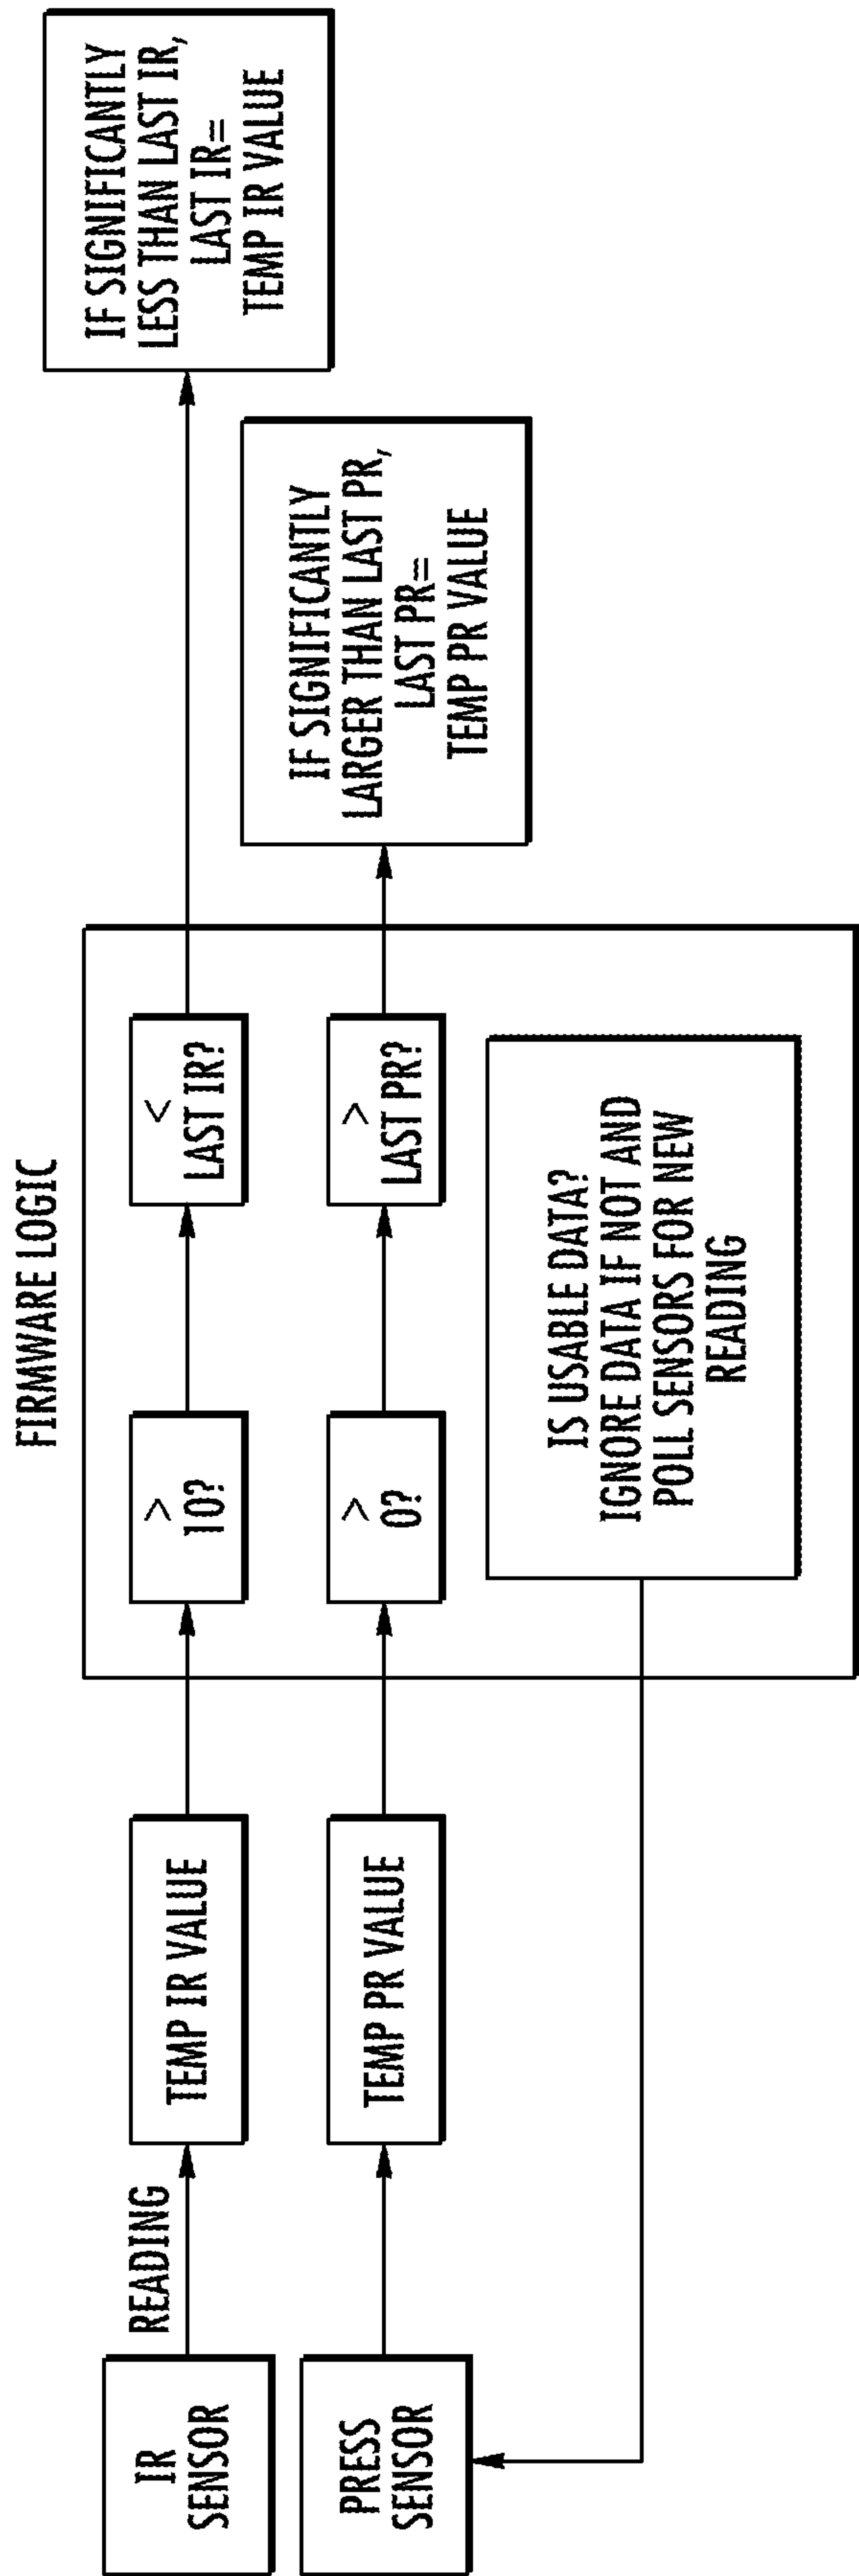 FIRMWARE LOGIC
IR
SENSOR
READING
TEMP IR VALUE
>
10?
<
LAST IR?
IF SIGNIFICANTLY
LESS THAN LAST IR,
LAST IR=
TEMP IR VALUE
PRESS
SENSOR
TEMP PR VALUE
>
0?
>
LAST PR?
IF SIGNIFICANTLY
LARGER THAN LAST PR,
LAST PR=
TEMP PR VALUE
IS USABLE DATA?
IGNORE DATA IF NOT AND
POLL SENSORS FOR NEW
READING